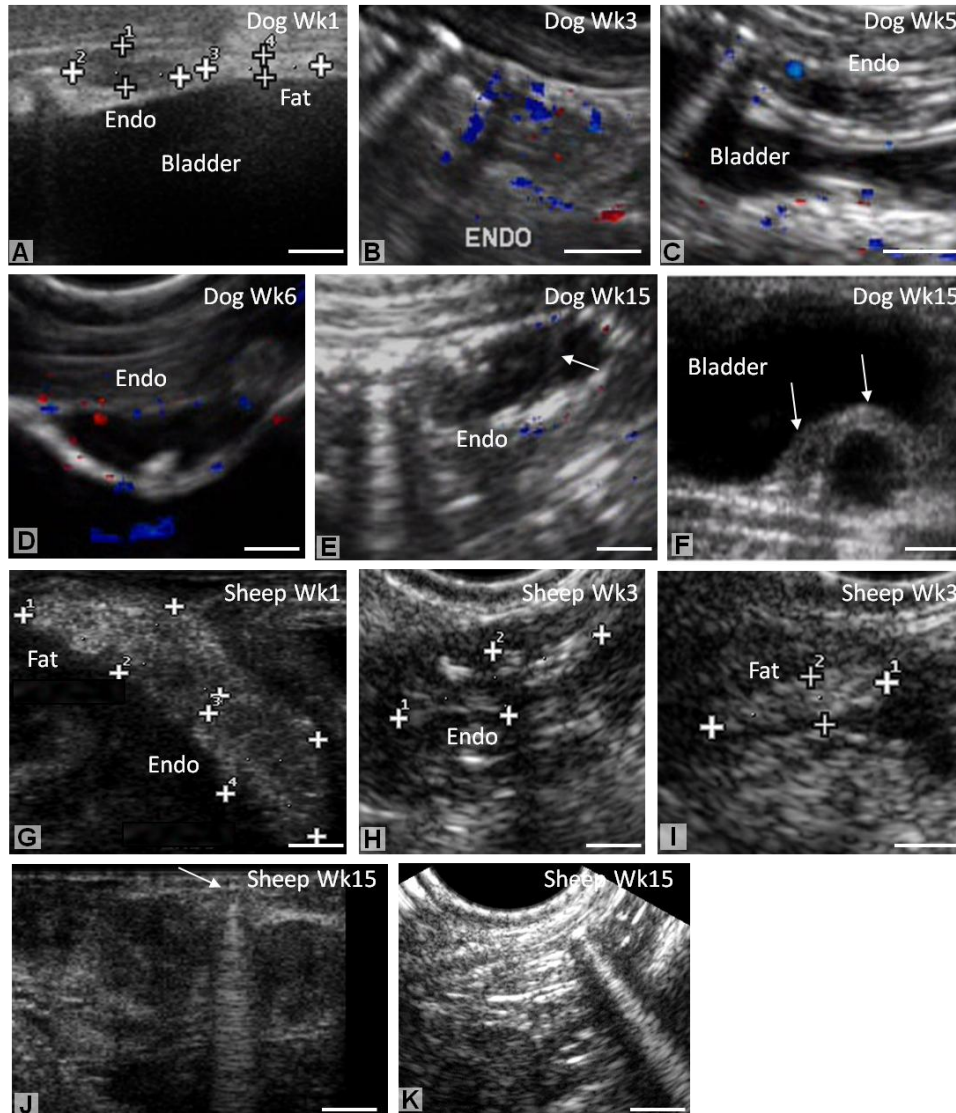 Dog Wk1
1
2
3
4
Endo
Fat
Bladder
A
Dog Wk3
ENDO
B
Dog Wk5
Endo
Bladder
C
Dog Wk6
Endo
D
Dog Wk15
Endo
E
Dog Wk15
Bladder
F
Sheep Wk1
1
Fat
2
3
Endo
4
G
Sheep Wk3
2
1
Endo
H
Sheep Wk3
Fat
2
1
I
Sheep Wk15
J
Sheep Wk15
K